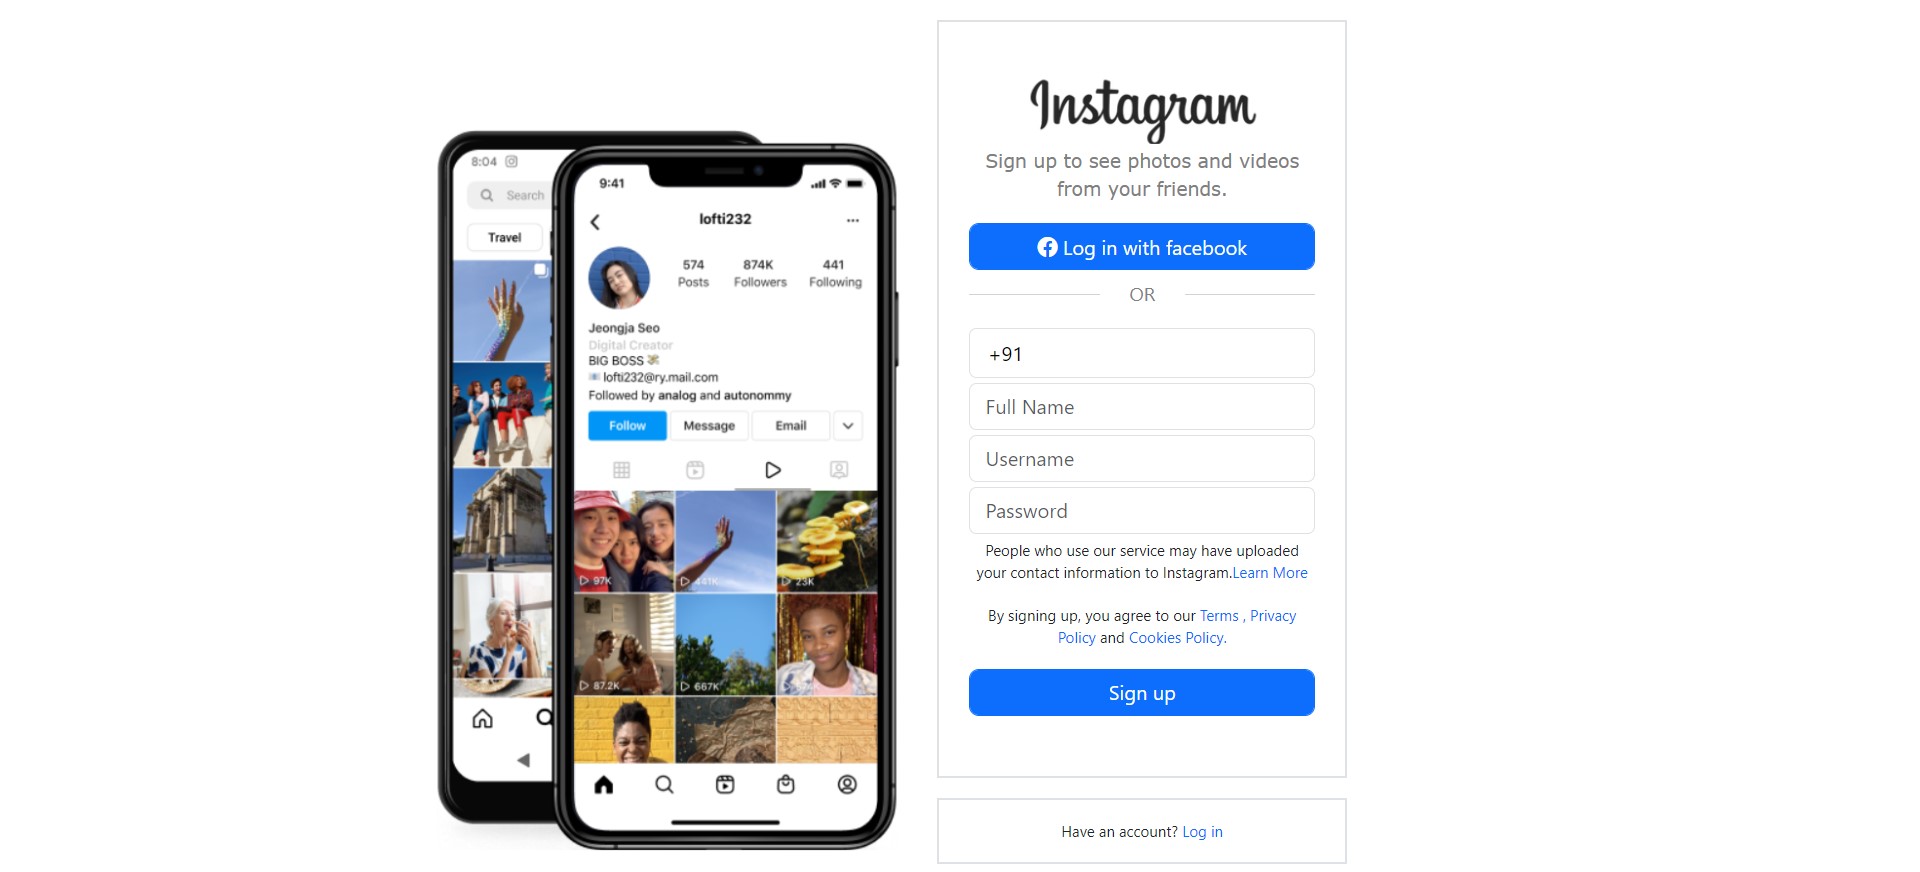 8:04
Search
Travel
9:41
lofti232
574 874K 441
Posts Followers Following
Jeongja Seo
Digital Creator
BIG BOSS
lofti232@ry.mail.com
Followed by analog and autonommy
Follow Message Email
97K 441K 23K
87.2K 667K
Instagram
Sign up to see photos and videos
from your friends.
Log in with facebook
OR
+91
Full Name
Username
Password
People who use our service may have uploaded
your contact information to Instagram.Learn More
By signing up, you agree to our Terms , Privacy
Policy and Cookies Policy.
Sign up
Have an account? Log in